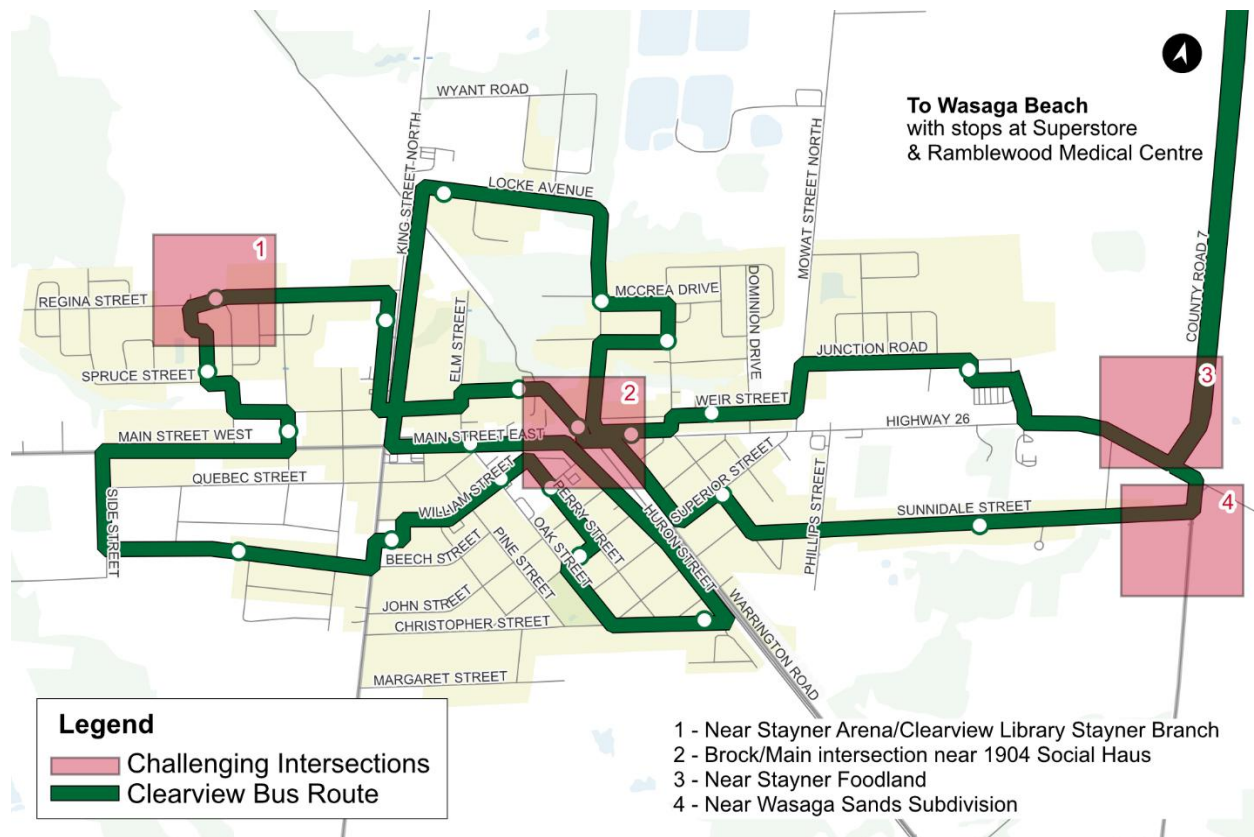 WYANT ROAD
To Wasaga Beach
with stops at Superstore
& Ramblewood Medical Centre
KING STREET NORTH
LOCKE AVENUE
MOWAT STREET NORTH
COUNTY ROAD 7
1
REGINA STREET
MCCREA DRIVE
DOMINION DRIVE
ELM STREET
JUNCTION ROAD
SPRUCE STREET
2
3
WEIR STREET
HIGHWAY 26
MAIN STREET WEST
MAIN STREET EAST
QUEBEC STREET
SUPERIOR STREET
4
SIDE STREET
WILLIAM STREET
PERRY STREET
HURON STREET
SUNNIDALE STREET
PHILLIPS STREET
BEECH STREET
OAK STREET
PINE STREET
JOHN STREET
CHRISTOPHER STREET
WARRINGTON ROAD
MARGARET STREET
Legend
Challenging Intersections
Clearview Bus Route
1 - Near Stayner Arena/Clearview Library Stayner Branch
2 - Brock/Main intersection near 1904 Social Haus
3 - Near Stayner Foodland
4 - Near Wasaga Sands Subdivision